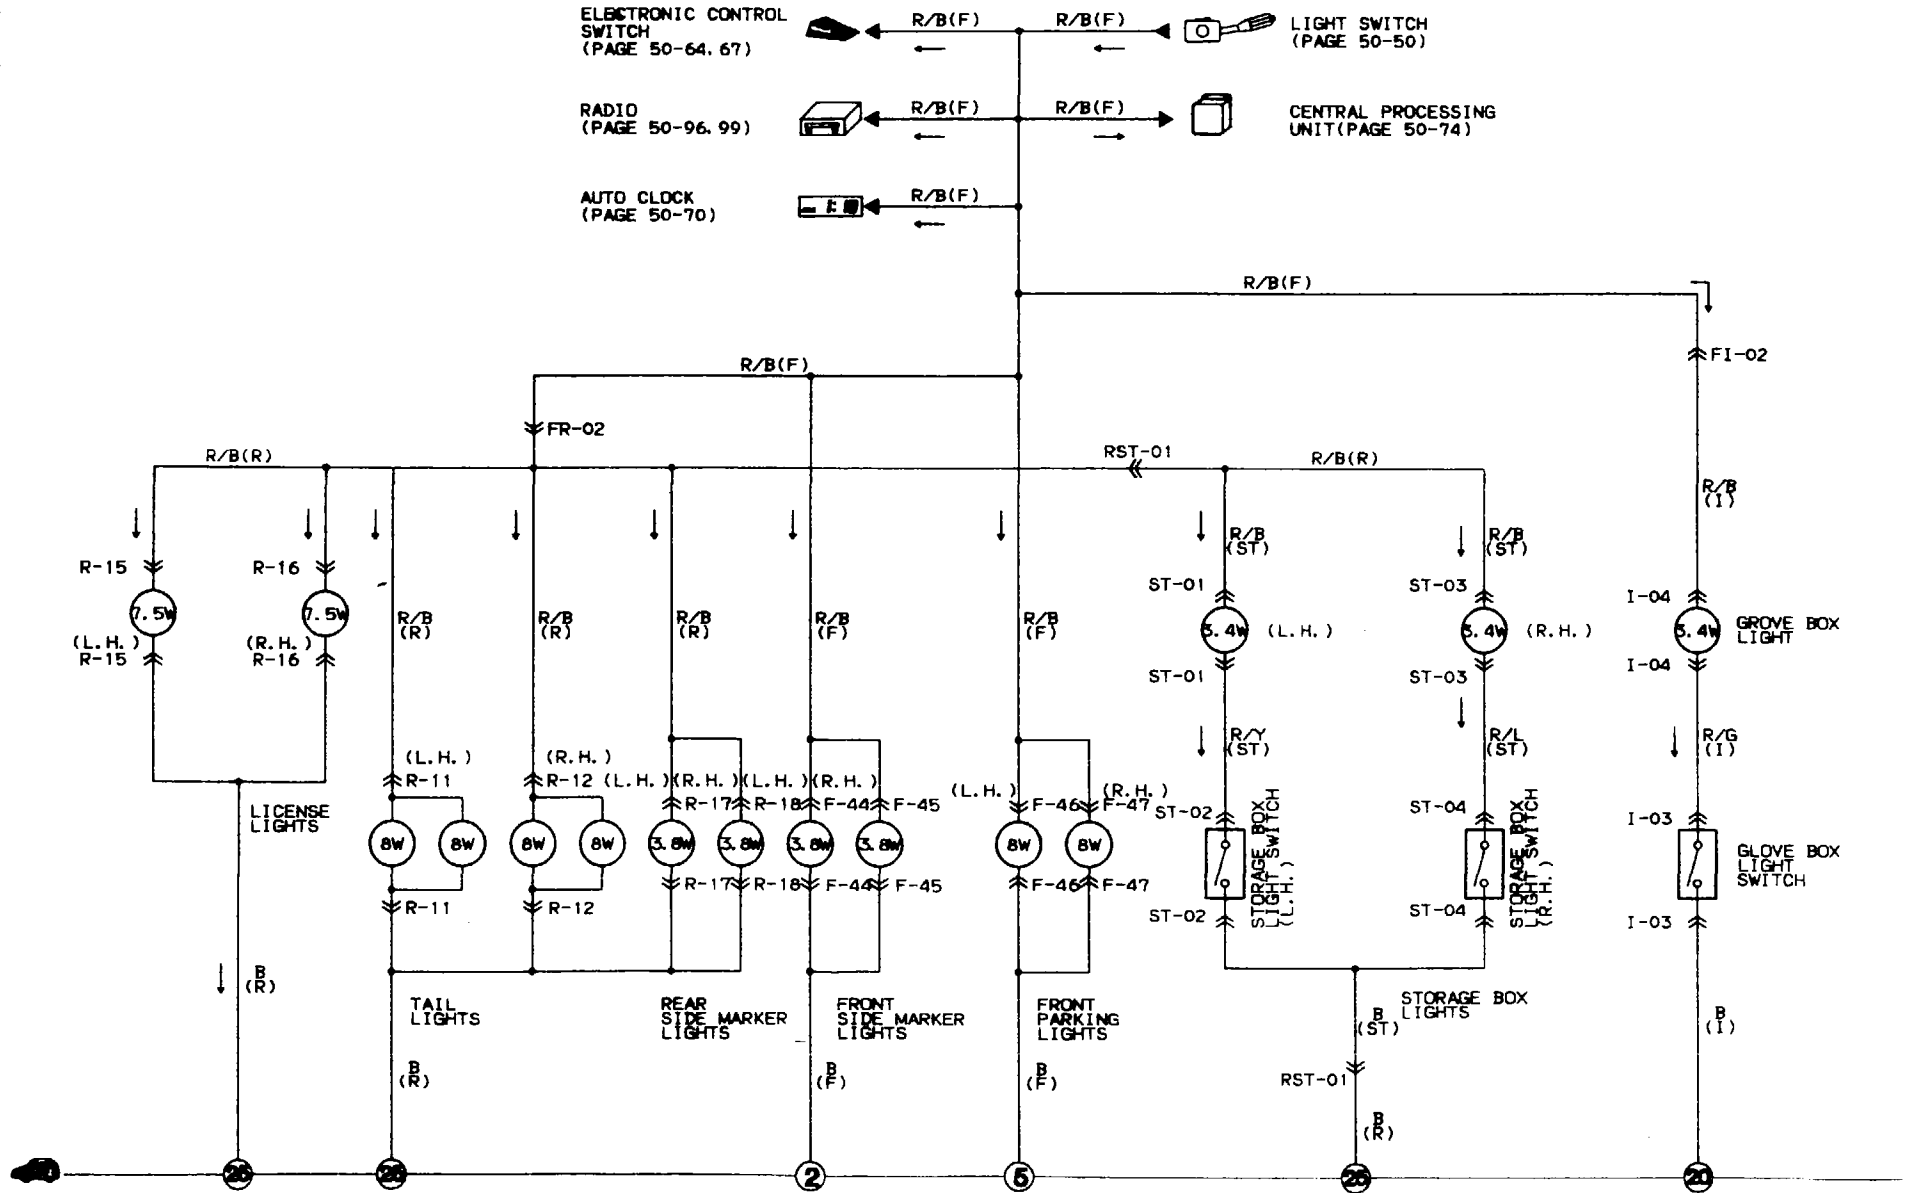 ELECTRONIC CONTROL
SWITCH
(PAGE 50-64.67)
R/B(F)
R/B(F)
LIGHT SWITCH
(PAGE 50-50)
RADIO
(PAGE 50-96.99)
R/B(F)
R/B(F)
CENTRAL PROCESSING
UNIT(PAGE 50-74)
AUTO CLOCK
(PAGE 50-70)
R/B(F)
R/B(F)
FI-02
R/B(F)
FR-02
R/B(R)
RST-01
R/B(R)
R/B
(I)
R/B
(ST)
R/B
(ST)
R-15
R-16
ST-01
ST-03
I-04
7.5W
7.5W
R/B
(R)
R/B
(R)
R/B
(R)
R/B
(F)
R/B
(F)
3.4W
(L.H.)
3.4W
(R.H.)
3.4W
GROVE BOX
LIGHT
(L.H.)
R-15
(R.H.)
R-16
ST-01
ST-03
I-04
R/Y
(ST)
R/L
(ST)
R/G
(I)
(L.H.)
R-11
(R.H.)
R-12
(L.H.)
(R.H.)
(L.H.)
(R.H.)
(L.H.)
(R.H.)
R-17
R-18
F-44
F-45
F-46
F-47
ST-02
ST-04
I-03
LICENSE
LIGHTS
8W
8W
8W
8W
3.8W
3.8W
3.8W
3.8W
8W
8W
STORAGE BOX
LIGHT SWITCH
(L.H.)
STORAGE BOX
LIGHT SWITCH
(R.H.)
GLOVE BOX
LIGHT
SWITCH
R-17
R-18
F-44
F-45
F-46
F-47
R-11
R-12
ST-02
ST-04
I-03
B
(R)
TAIL
LIGHTS
REAR
SIDE MARKER
LIGHTS
FRONT
SIDE MARKER
LIGHTS
FRONT
PARKING
LIGHTS
STORAGE BOX
LIGHTS
B
(ST)
B
(I)
B
(R)
B
(F)
B
(F)
RST-01
B
(R)
2
5
20